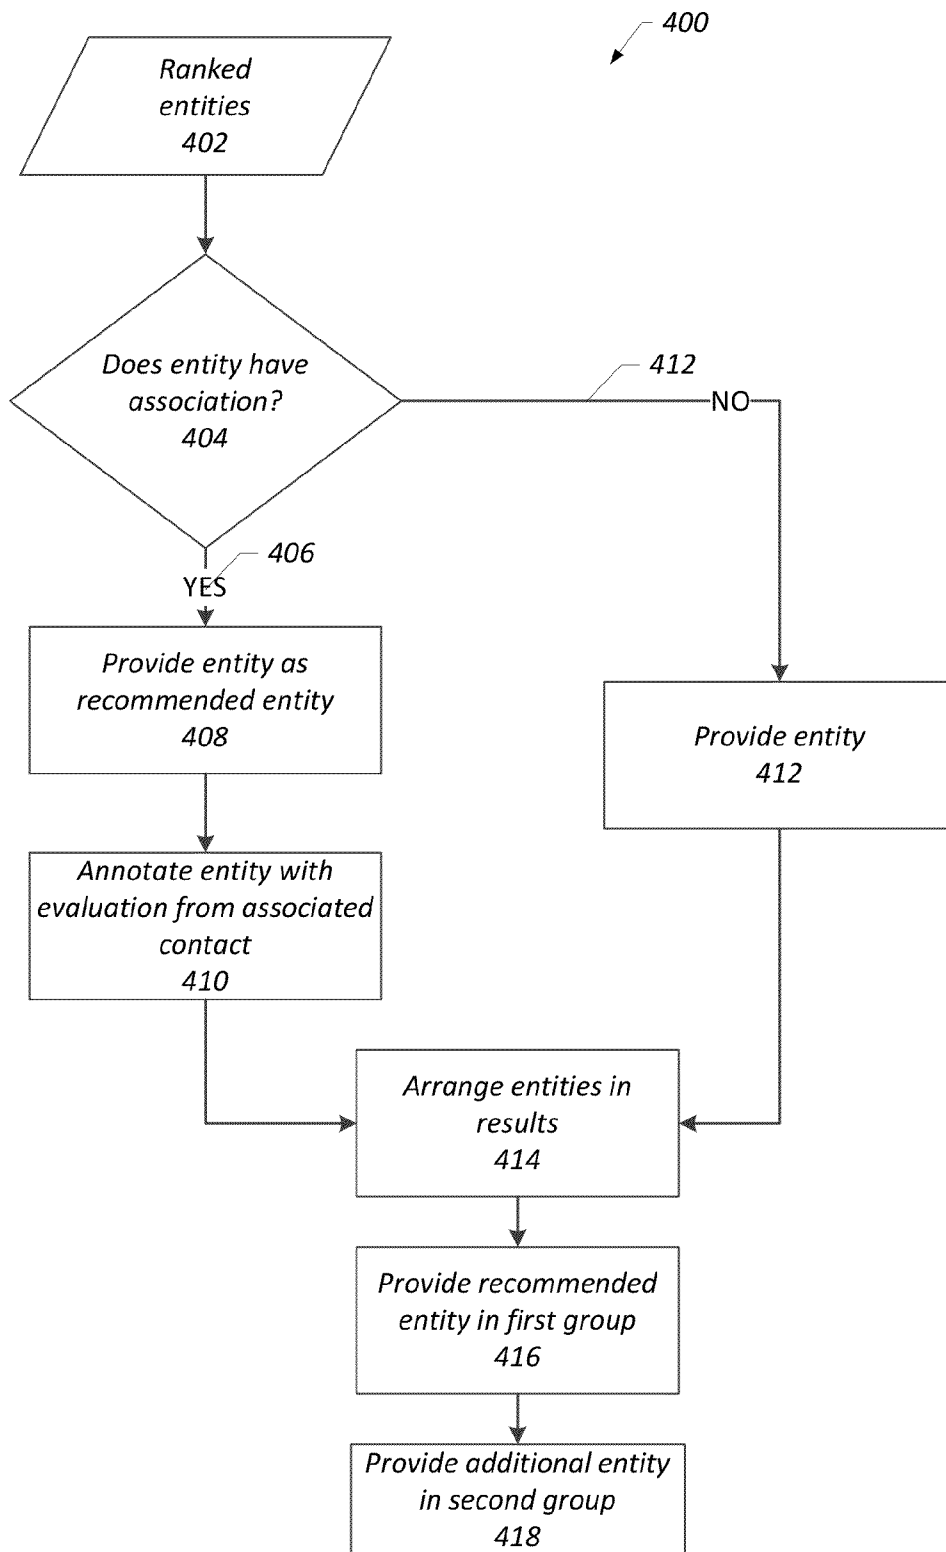 400
Ranked
entities
402
Does entity have
association?
404
412
NO
406
YES
Provide entity as
recommended entity
408
Provide entity
412
Annotate entity with
evaluation from associated
contact
410
Arrange entities in
results
414
Provide recommended
entity in first group
416
Provide additional entity
in second group
418